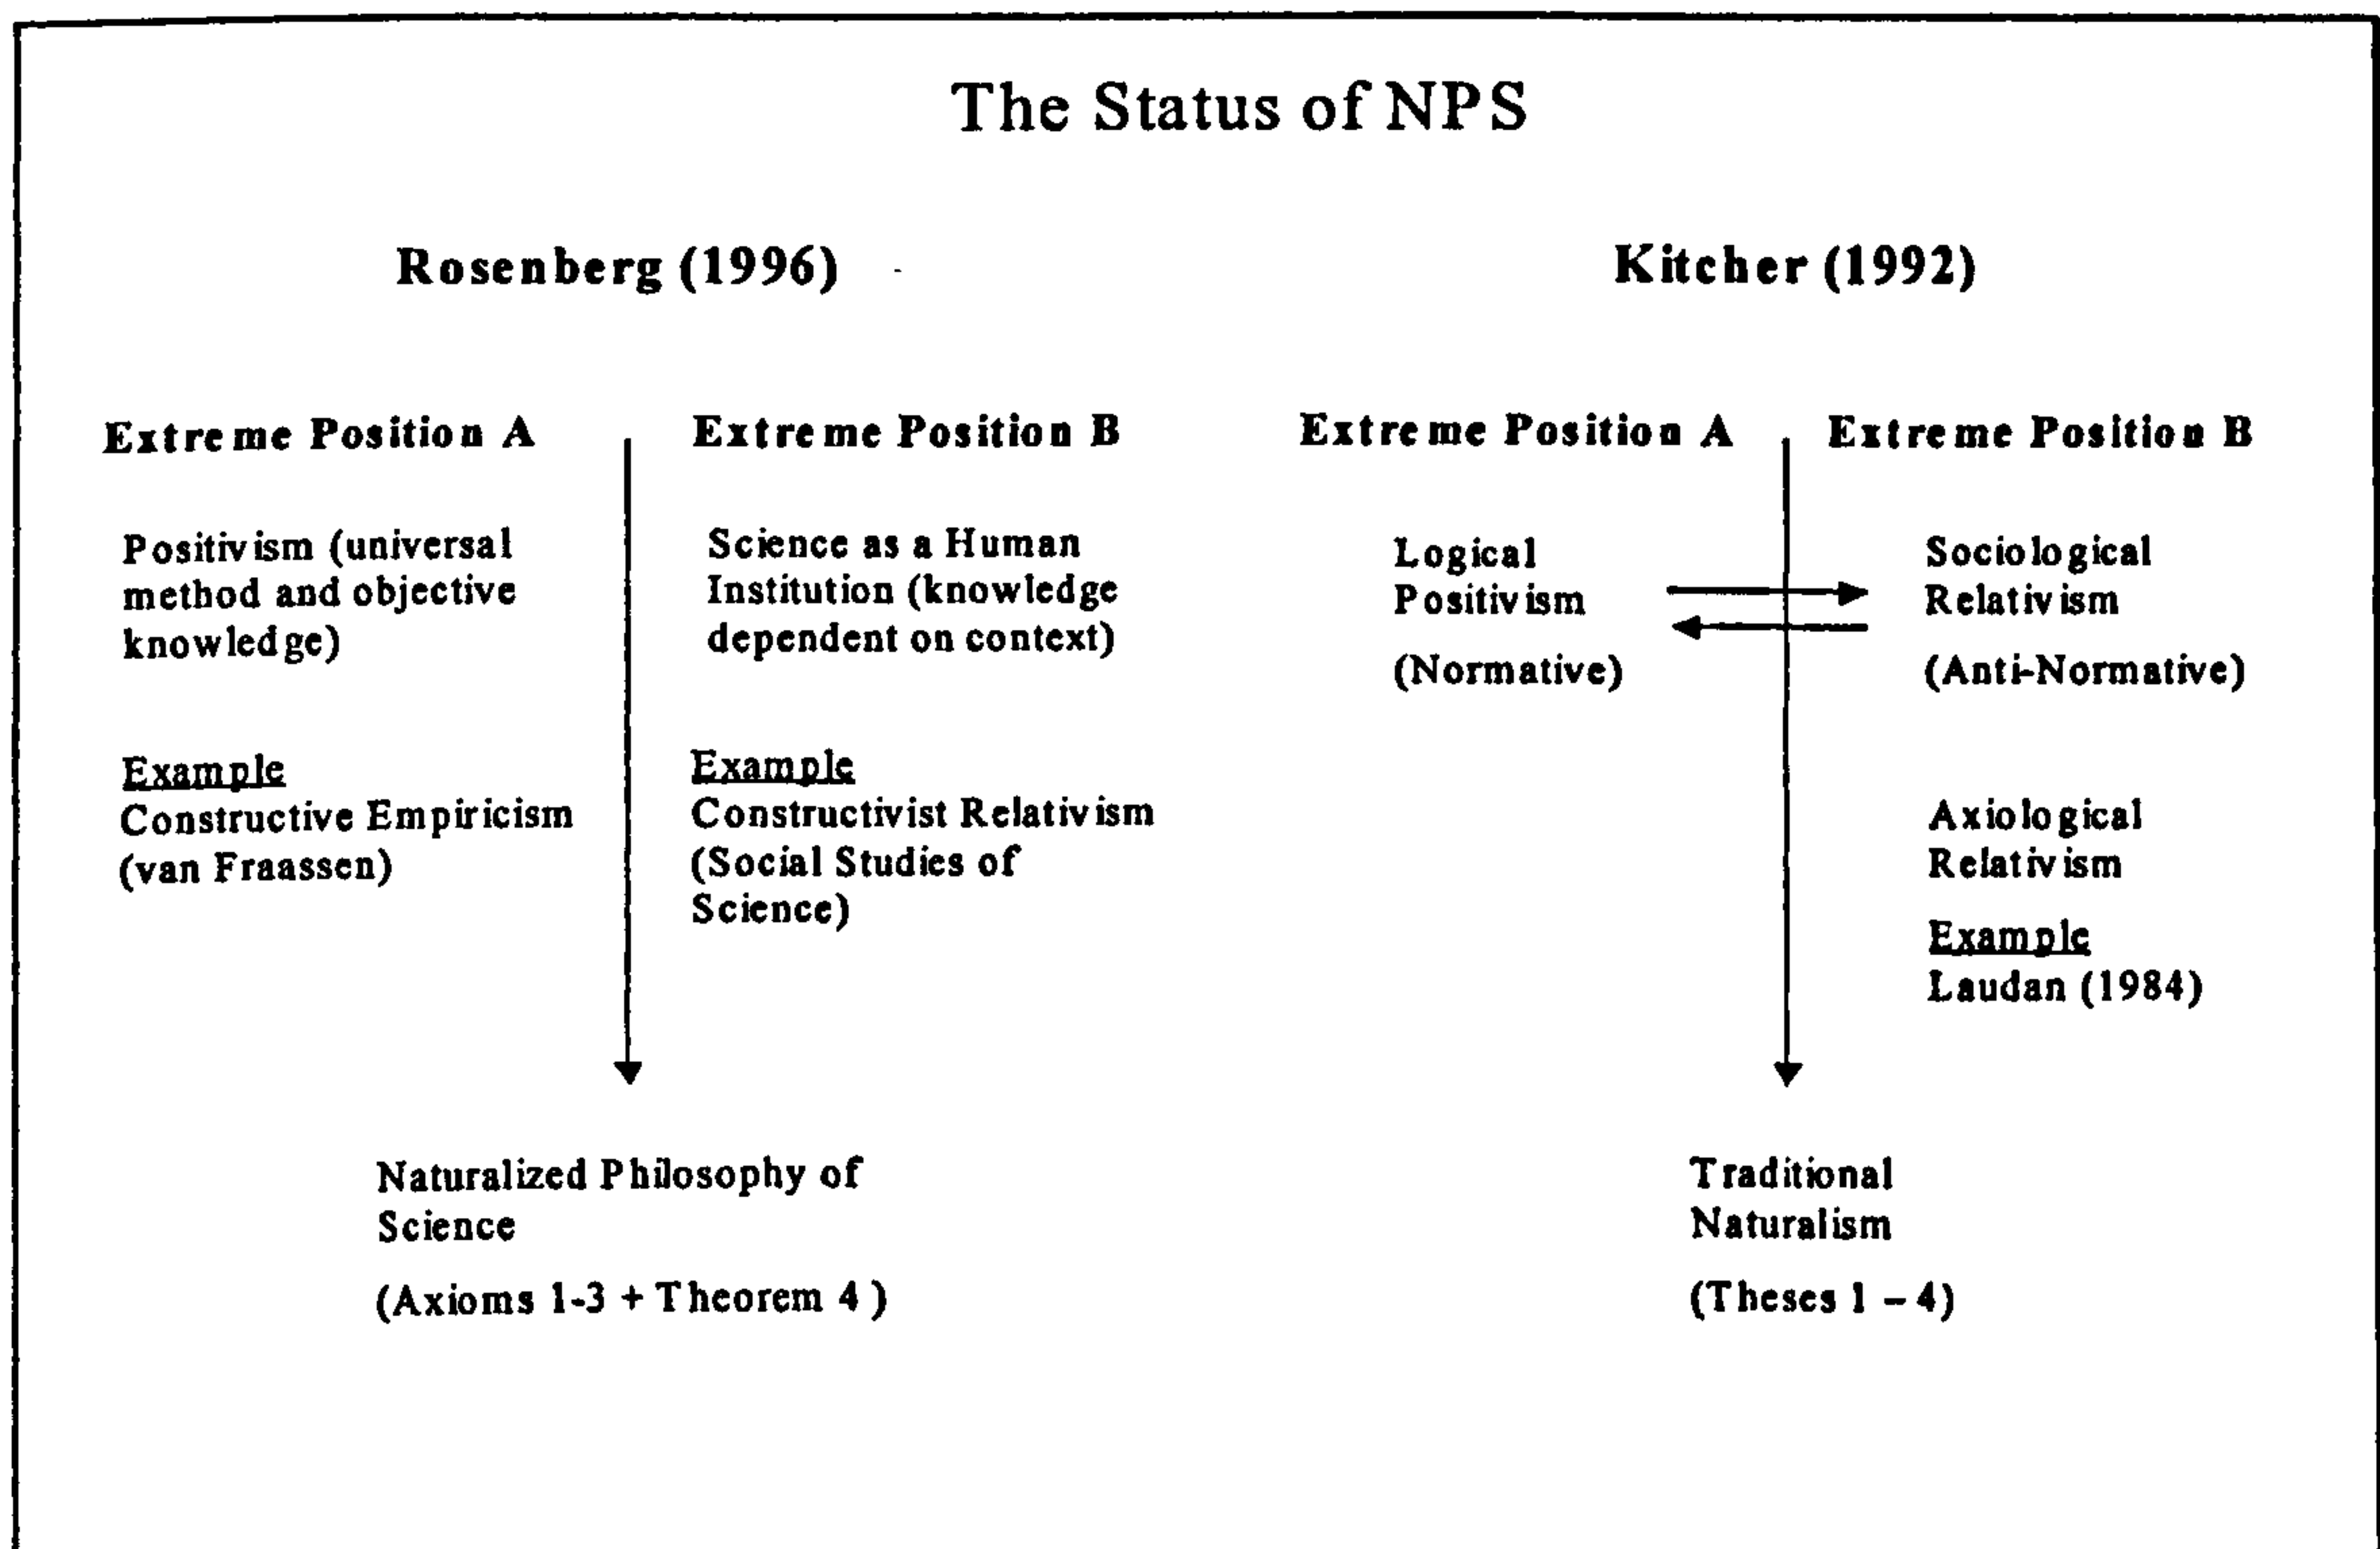 The Status of NPS
Rosenberg (1996)
Kitcher (1992)
Extreme Position A
Extreme Position B
Extreme Position A
Extreme Position B
Positivism (universal
method and objective
knowledge)
Science as a Human
Institution (knowledge
dependent on context)
Logical
Positivism
(Normative)
Sociological
Relativism
(Anti-Normative)
Example
Constructive Empiricism
(van Fraassen)
Example
Constructivist Relativism
(Social Studies of
Science)
Axiological
Relativism
Example
Laudan (1984)
Naturalized Philosophy of
Science
(Axioms 1-3 + Theorem 4 )
Traditional
Naturalism
(Theses 1 – 4)